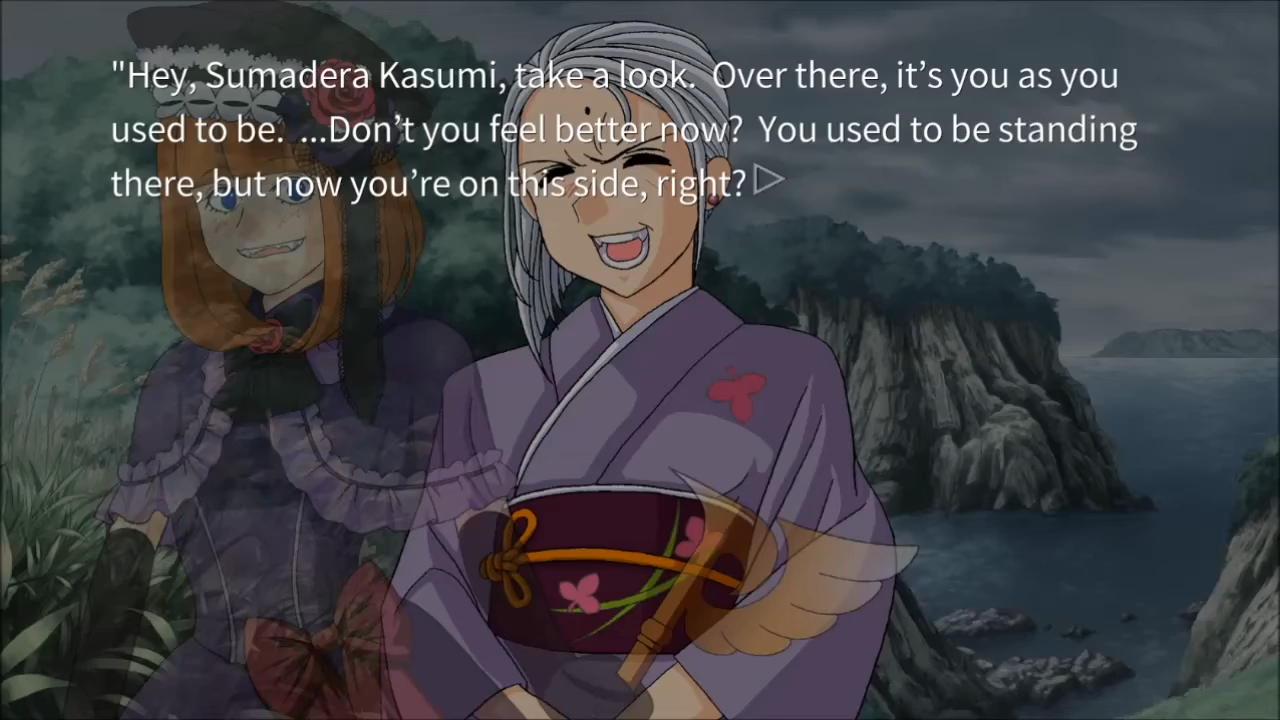 "Hey, Sumadera Kasumi, take a look.  Over there, it’s you as you
used to be.  ...Don’t you feel better now?  You used to be standing
there, but now you’re on this side, right?